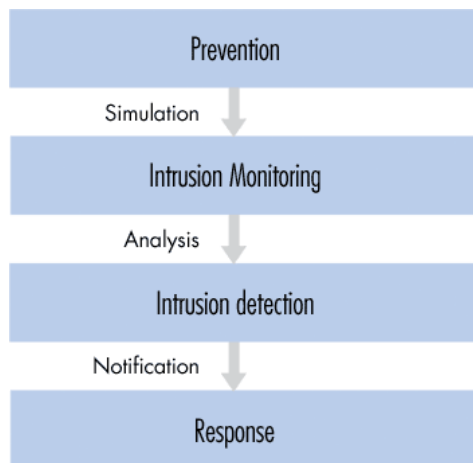 Prevention
Simulation
Intrusion Monitoring
Analysis
Intrusion detection
Notification
Response